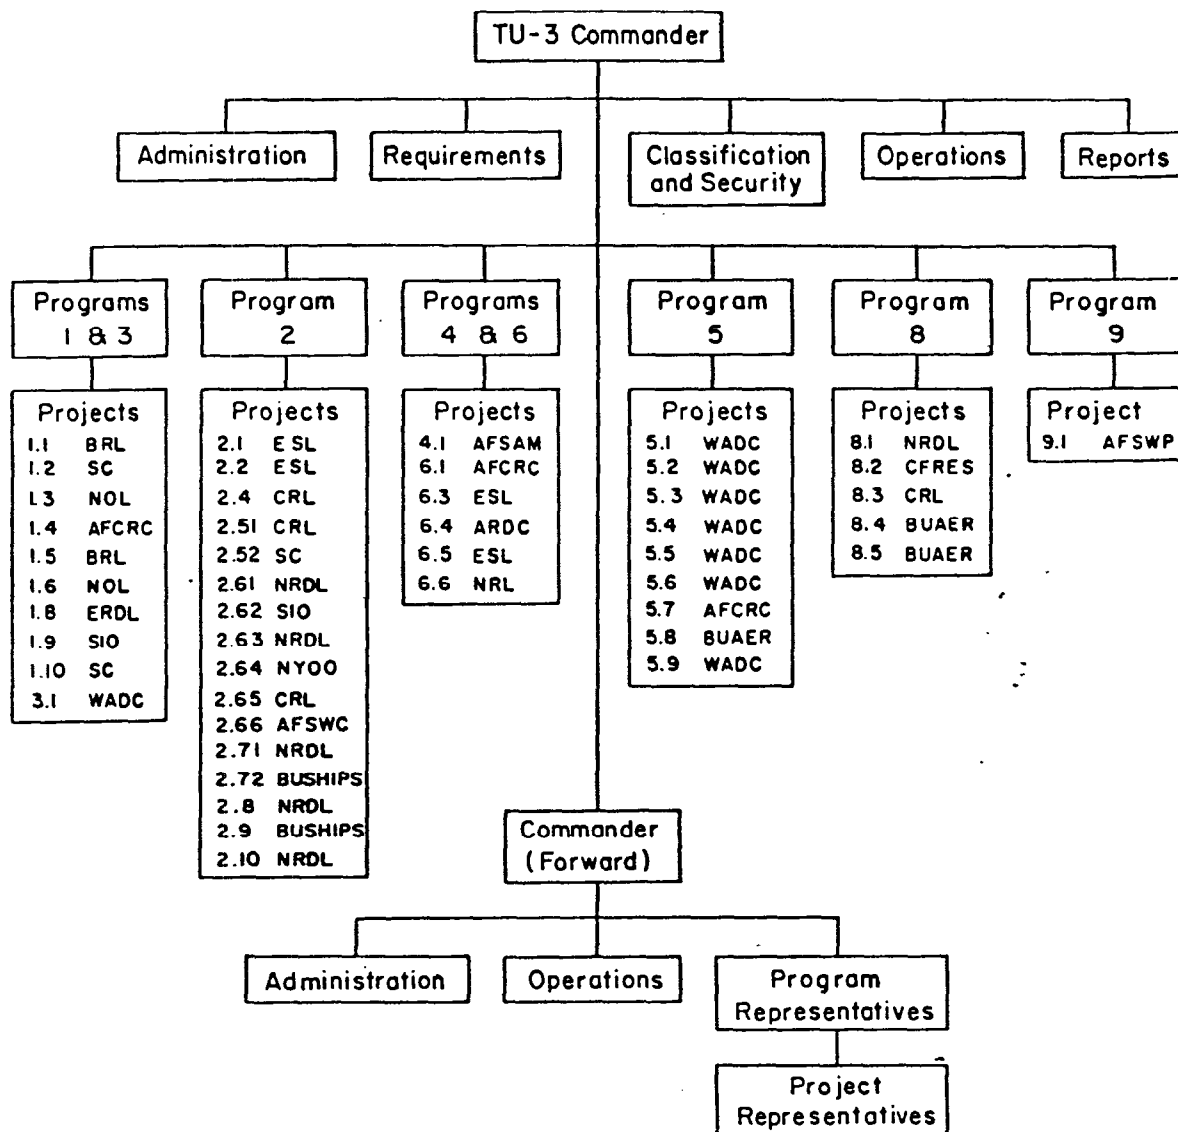 TU-3 Commander
Administration
Requirements
Classification
and Security
Operations
Reports
Programs
1 & 3
Program
2
Programs
4 & 6
Program
5
Program
8
Program
9
Projects
1.1 BRL
1.2 SC
1.3 NOL
1.4 AFCRC
1.5 BRL
1.6 NOL
1.8 ERDL
1.9 SIO
1.10 SC
3.1 WADC
Projects
2.1 ESL
2.2 ESL
2.4 CRL
2.51 CRL
2.52 SC
2.61 NRDL
2.62 SIO
2.63 NRDL
2.64 NYOO
2.65 CRL
2.66 AFSWC
2.71 NRDL
2.72 BUSHIPS
2.8 NRDL
2.9 BUSHIPS
2.10 NRDL
Projects
4.1 AFSAM
6.1 AFCRC
6.3 ESL
6.4 ARDC
6.5 ESL
6.6 NRL
Projects
5.1 WADC
5.2 WADC
5.3 WADC
5.4 WADC
5.5 WADC
5.6 WADC
5.7 AFCRC
5.8 BUAER
5.9 WADC
Projects
8.1 NRDL
8.2 CFRES
8.3 CRL
8.4 BUAER
8.5 BUAER
Project
9.1 AFSWP
Commander
(Forward)
Administration
Operations
Program
Representatives
Project
Representatives